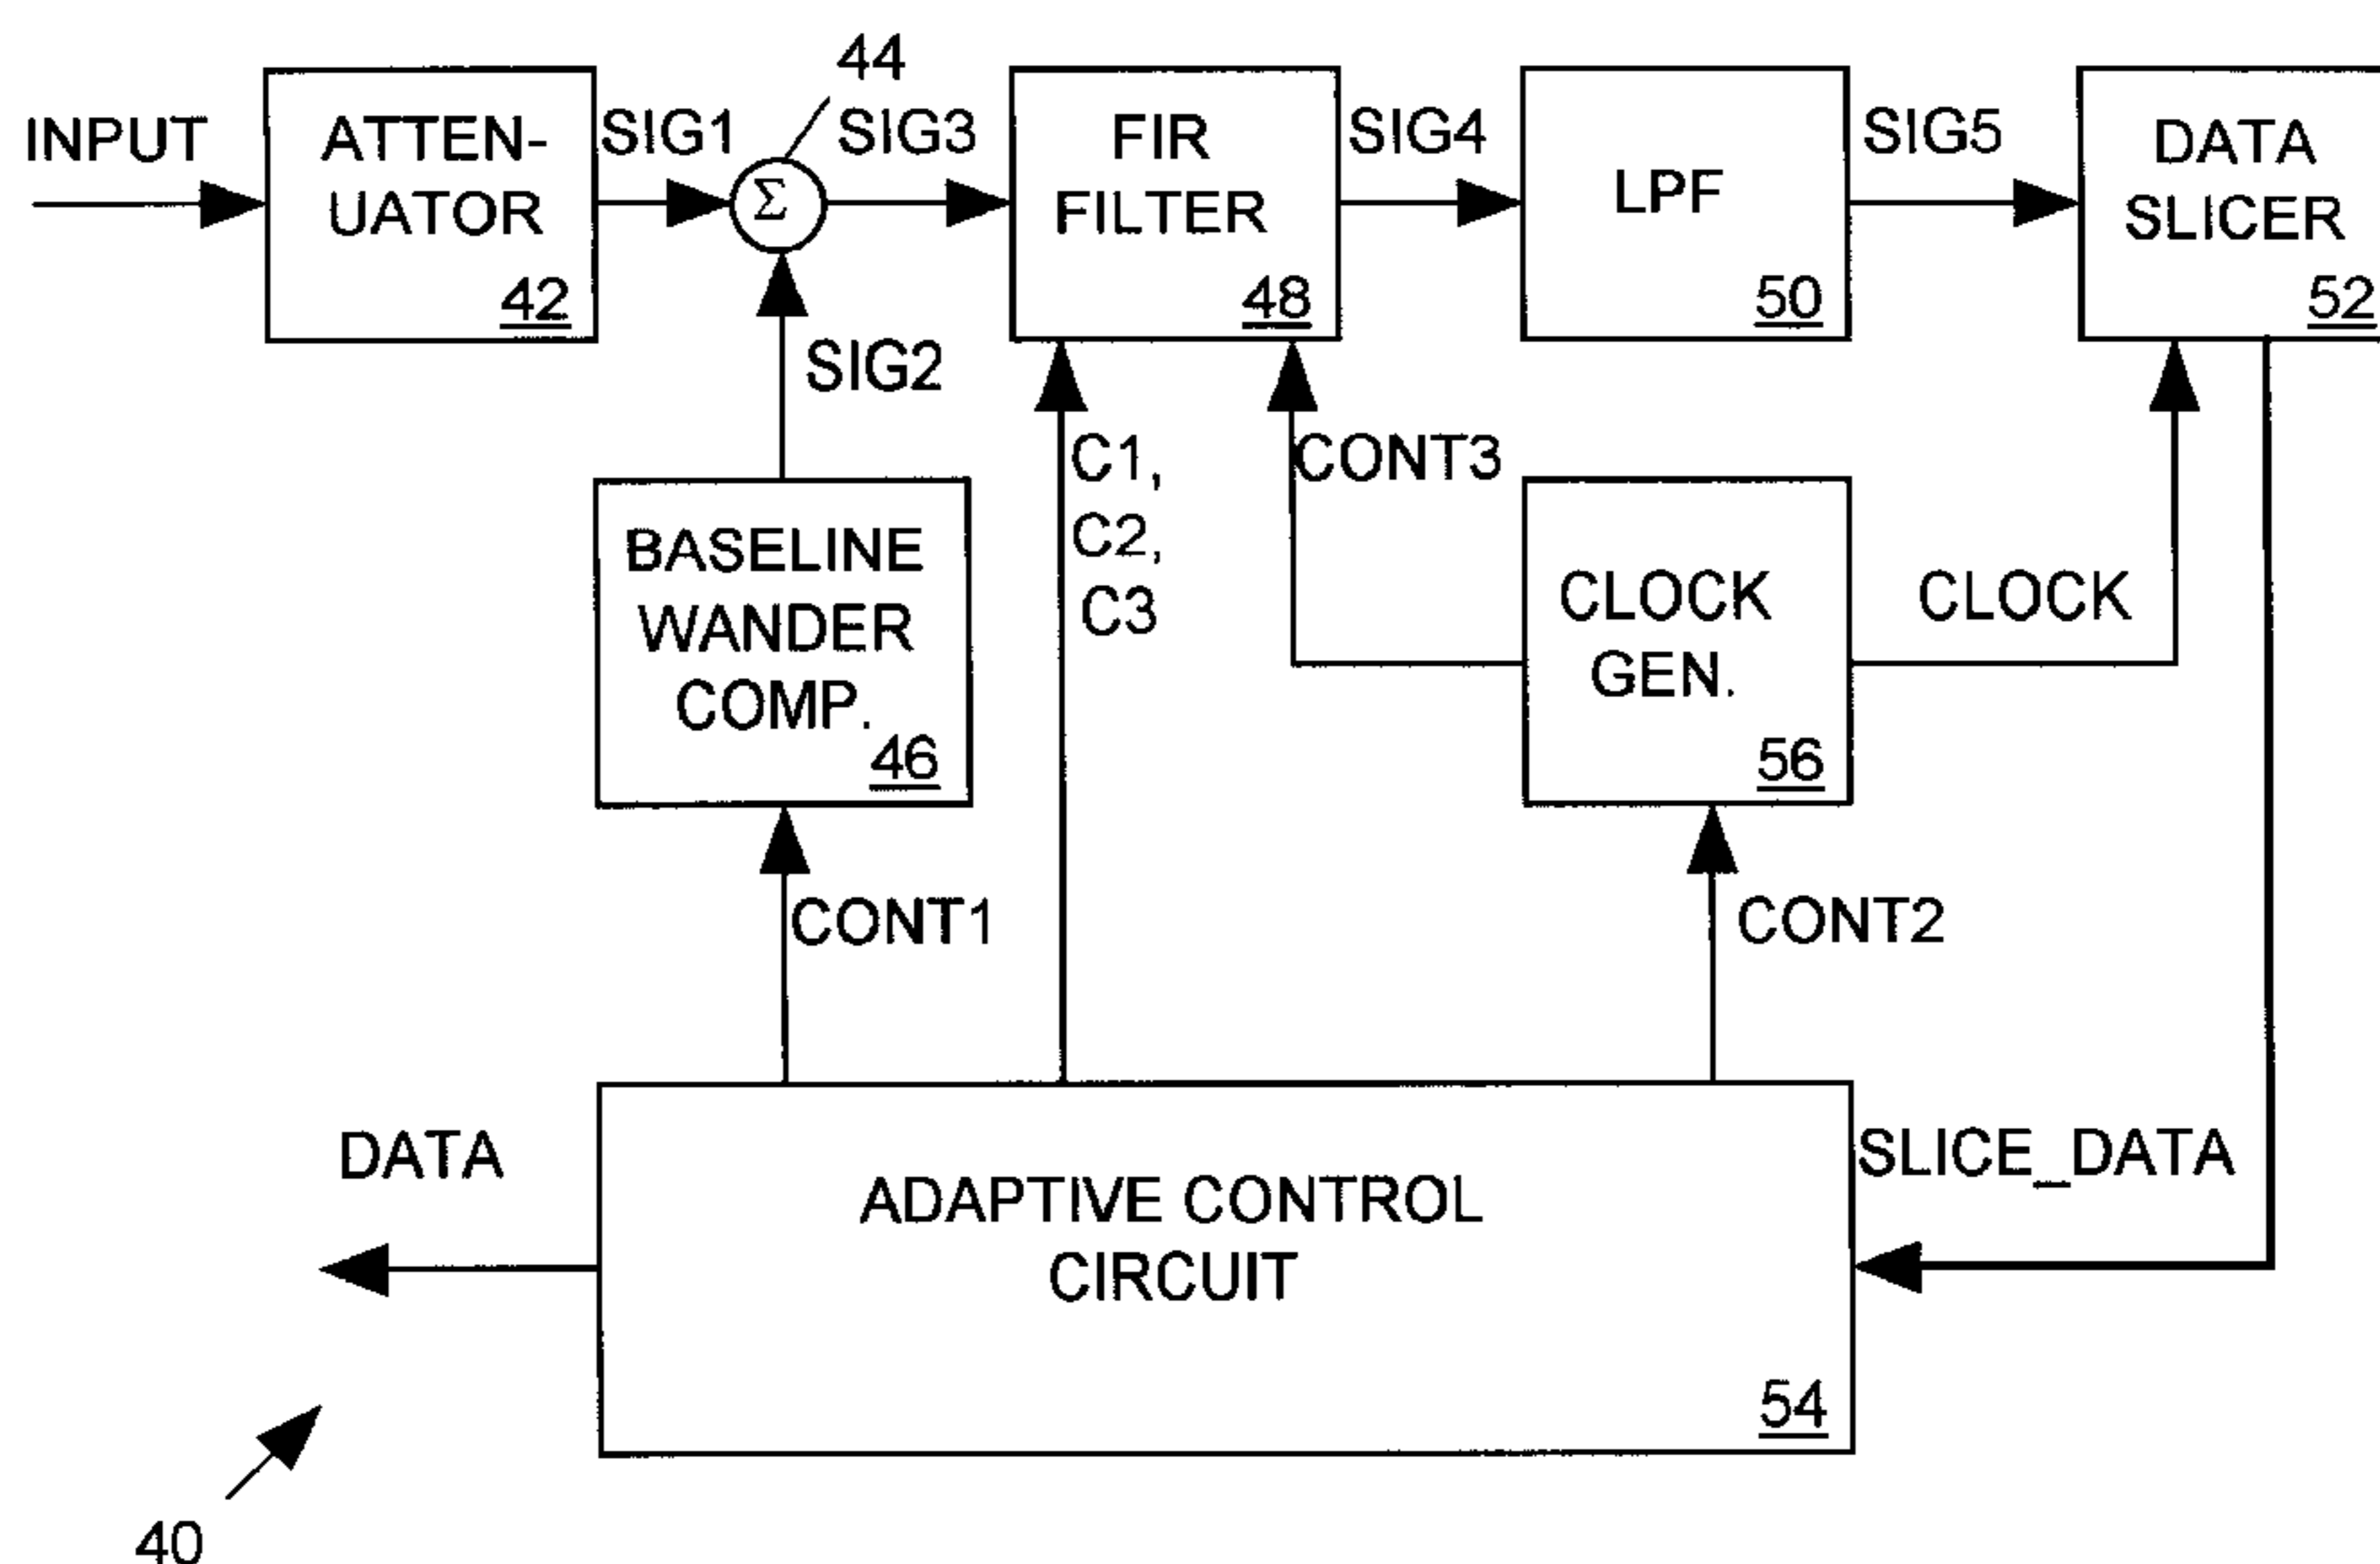 44
INPUT
ATTEN-
UATOR
42
SIG1
Σ
SIG3
FIR
FILTER
48
SIG4
LPF
50
SIG5
DATA
SLICER
52
SIG2
C1,
C2,
C3
CONT3
BASELINE
WANDER
COMP.
46
CLOCK
GEN.
56
CLOCK
CONT1
CONT2
DATA
ADAPTIVE CONTROL
CIRCUIT
54
SLICE_DATA
40